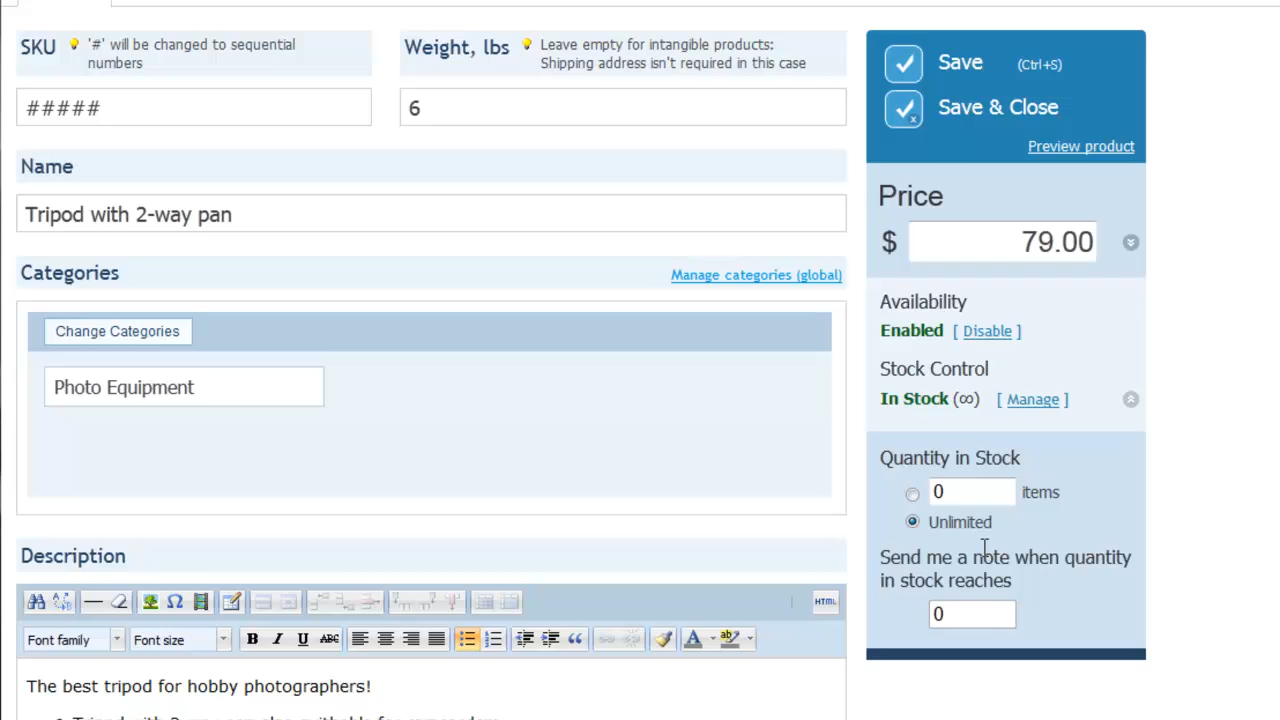 SKU
'#' will be changed to sequential
numbers
#####
Weight, lbs
Leave empty for intangible products:
Shipping address isn't required in this case
6
Name
Tripod with 2-way pan
Categories
Manage categories (global)
Change Categories
Photo Equipment
Description
HTML
Font family
Font size
B I U ABC
A ab
The best tripod for hobby photographers!
Save (Ctrl+S)
Save & Close
Preview product
Price
$ 79.00
Availability
Enabled [ Disable ]
Stock Control
In Stock (∞) [ Manage ]
Quantity in Stock
0 items
Unlimited
Send me a note when quantity
in stock reaches
0